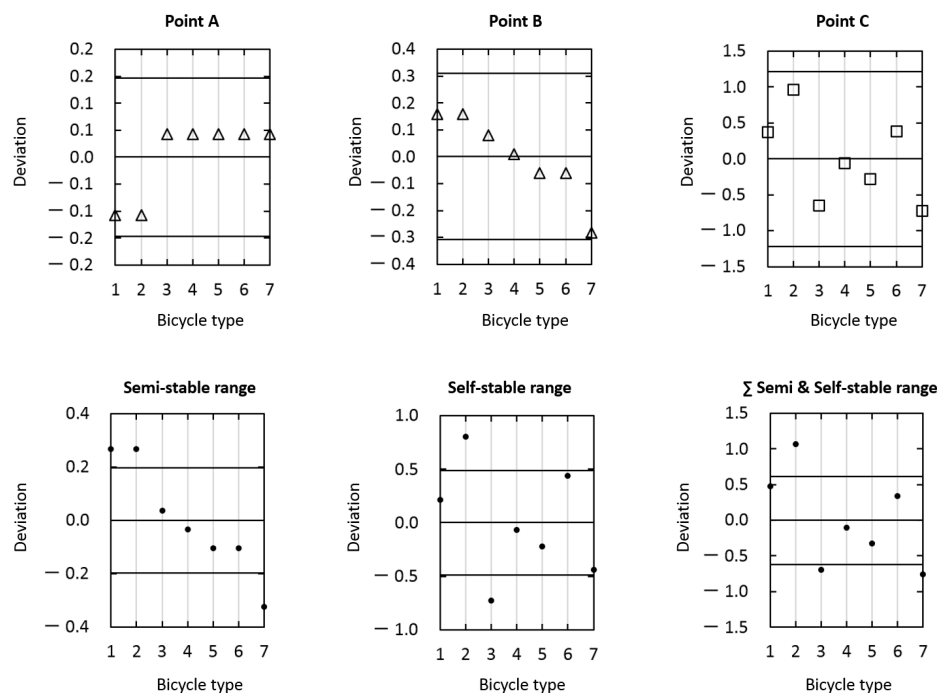 Point A
0.2
0.2
0.1
0.1
0.0
— 0.1
— 0.1
— 0.2
— 0.2
Deviation
1 2 3 4 5 6 7
Bicycle type
Point B
0.4
0.3
0.2
0.1
0.0
— 0.1
— 0.2
— 0.3
— 0.4
Deviation
1 2 3 4 5 6 7
Bicycle type
Point C
1.5
1.0
0.5
0.0
— 0.5
— 1.0
— 1.5
Deviation
1 2 3 4 5 6 7
Bicycle type
Semi-stable range
0.4
0.2
0.0
— 0.2
— 0.4
Deviation
1 2 3 4 5 6 7
Bicycle type
Self-stable range
1.0
0.5
0.0
— 0.5
— 1.0
Deviation
1 2 3 4 5 6 7
Bicycle type
∑ Semi & Self-stable range
1.5
1.0
0.5
0.0
— 0.5
— 1.0
— 1.5
Deviation
1 2 3 4 5 6 7
Bicycle type